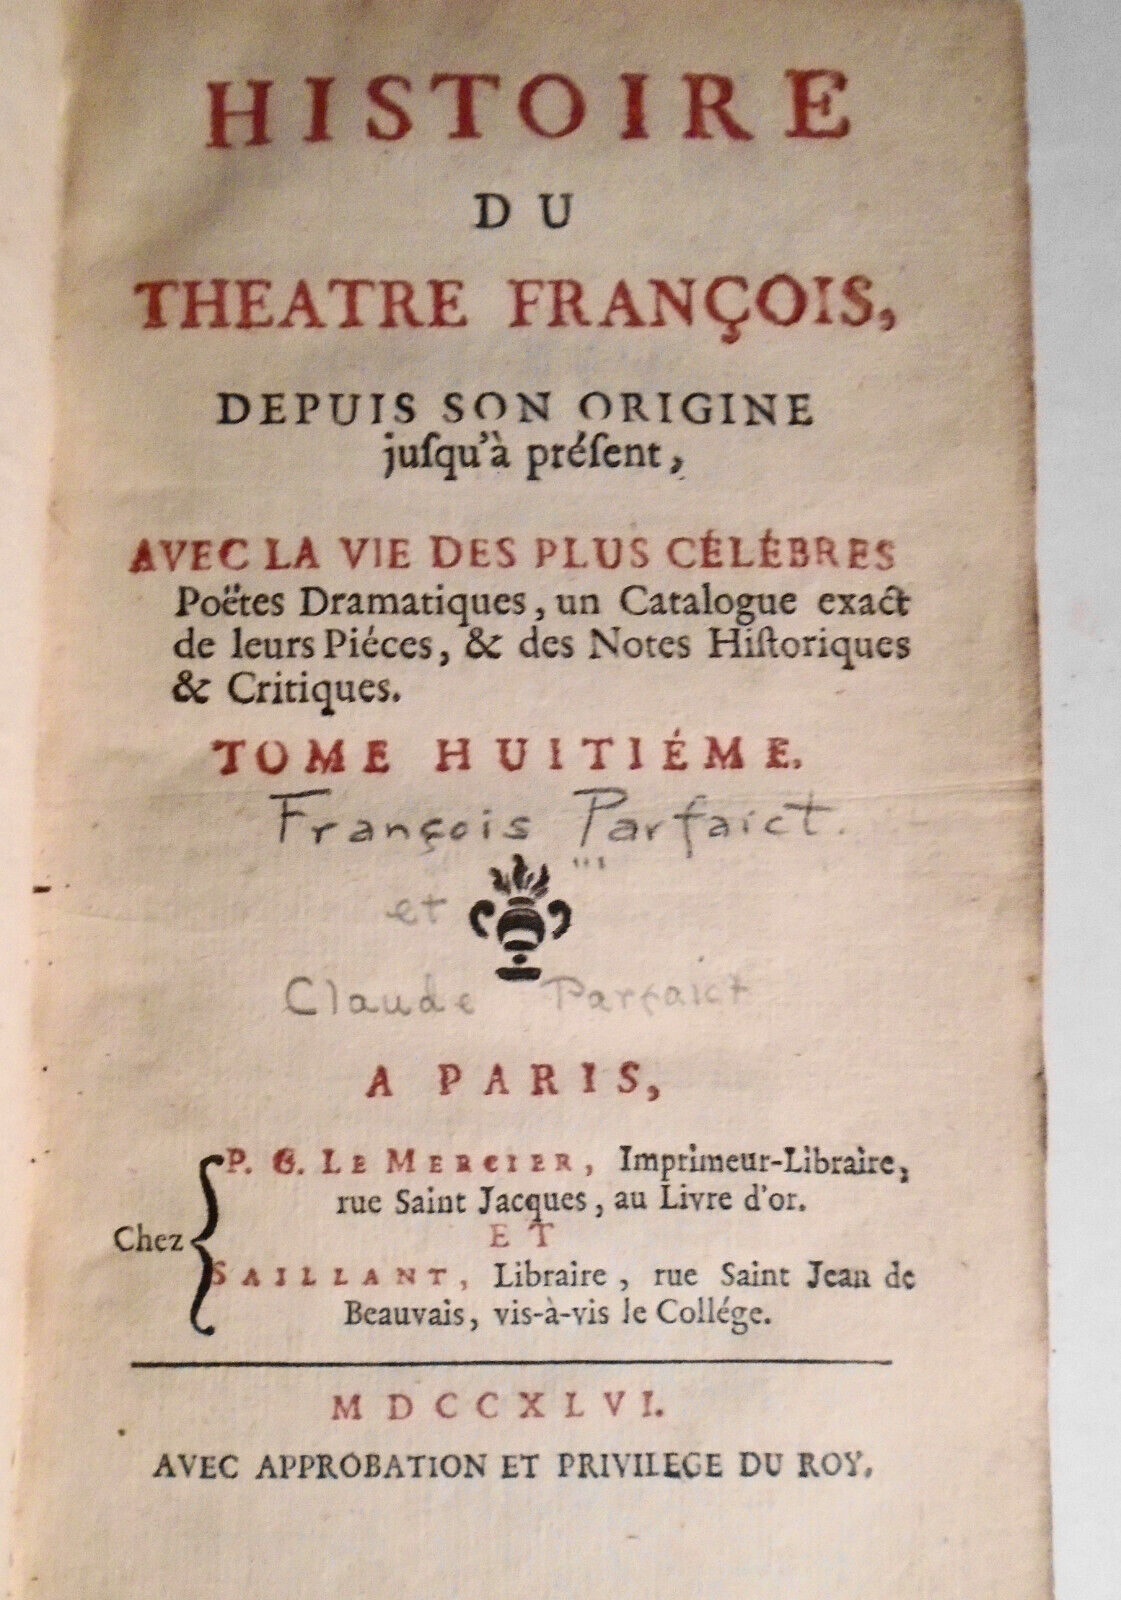 HISTOIRE
DU
THEATRE FRANÇOIS,
DEPUIS SON ORIGINE
juſqu'à préſent,
AVEC LA VIE DES PLUS CÉLÉBRES
Poëtes Dramatiques, un Catalogue exact
de leurs Piéces, & des Notes Hiſtoriques
& Critiques.
TOME HUITIÉME.
François Parfaict.
et
Claude Parfaict
A PARIS,
Chez
P. G. LE MERCIER, Imprimeur-Libraire,
rue Saint Jacques, au Livre d'or.
ET
SAILLANT, Libraire, rue Saint Jean de
Beauvais, vis-à-vis le Collége.
MDCCXLVI.
AVEC APPROBATION ET PRIVILEGE DU ROY.